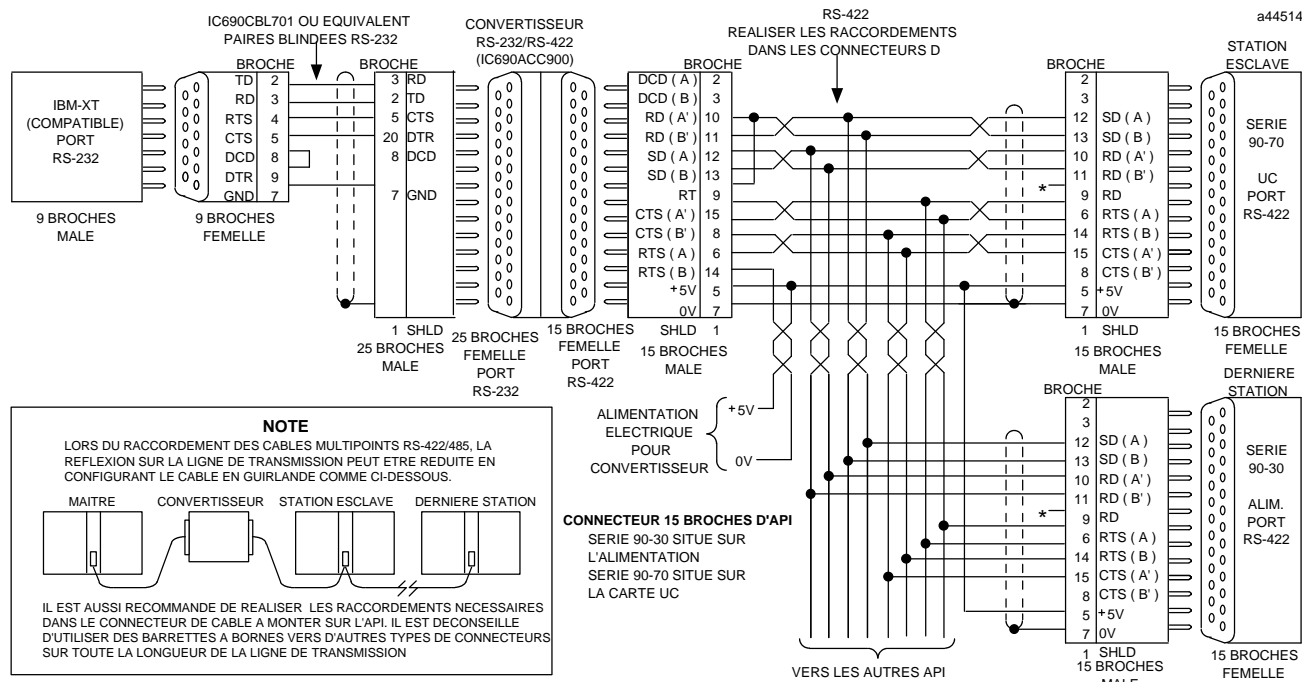 a44514
IC690CBL701 OU EQUIVALENT
PAIRES BLINDEES RS-232
CONVERTISSEUR
RS-232/RS-422
(IC690ACC900)
RS-422
REALISER LES RACCORDEMENTS
DANS LES CONNECTEURS D
STATION
ESCLAVE
IBM-XT
(COMPATIBLE)
PORT
RS-232
9 BROCHES
MALE
BROCHE
TD 2
RD 3
RTS 4
CTS 5
DCD 8
DTR 9
GND 7
9 BROCHES
FEMELLE
BROCHE
3 RD
2 TD
5 CTS
20 DTR
8 DCD
7 GND
1 SHLD
25 BROCHES
MALE
25 BROCHES
FEMELLE
PORT
RS-232
15 BROCHES
FEMELLE
PORT
RS-422
BROCHE
DCD ( A ) 2
DCD ( B ) 3
RD ( A' ) 10
RD ( B' ) 11
SD ( A ) 12
SD ( B ) 13
RT 9
CTS ( A' ) 15
CTS ( B' ) 8
RTS ( A ) 6
RTS ( B ) 14
+5V 5
0V 7
SHLD 1
15 BROCHES
MALE
BROCHE
2
3
12 SD ( A )
13 SD ( B )
10 RD ( A' )
11 RD ( B' )
* 9 RD
6 RTS ( A )
14 RTS ( B )
15 CTS ( A' )
8 CTS ( B' )
5 +5V
7 0V
1 SHLD
15 BROCHES
MALE
SERIE
90-70
UC
PORT
RS-422
15 BROCHES
FEMELLE
DERNIERE
STATION
BROCHE
2
3
12 SD ( A )
13 SD ( B )
10 RD ( A' )
11 RD ( B' )
* 9 RD
6 RTS ( A )
14 RTS ( B )
15 CTS ( A' )
8 CTS ( B' )
5 +5V
7 0V
1 SHLD
15 BROCHES
MALE
SERIE
90-30
ALIM.
PORT
RS-422
15 BROCHES
FEMELLE
ALIMENTATION
ELECTRIQUE
POUR
CONVERTISSEUR
+5V
0V
CONNECTEUR 15 BROCHES D'API
SERIE 90-30 SITUE SUR
L'ALIMENTATION
SERIE 90-70 SITUE SUR
LA CARTE UC
VERS LES AUTRES API
NOTE
LORS DU RACCORDEMENT DES CABLES MULTIPOINTS RS-422/485, LA
REFLEXION SUR LA LIGNE DE TRANSMISSION PEUT ETRE REDUITE EN
CONFIGURANT LE CABLE EN GUIRLANDE COMME CI-DESSOUS.
MAITRE
CONVERTISSEUR
STATION ESCLAVE
DERNIERE STATION
IL EST AUSSI RECOMMANDE DE REALISER LES RACCORDEMENTS NECESSAIRES
DANS LE CONNECTEUR DE CABLE A MONTER SUR L'API. IL EST DECONSEILLE
D'UTILISER DES BARRETTES A BORNES VERS D'AUTRES TYPES DE CONNECTEURS
SUR TOUTE LA LONGUEUR DE LA LIGNE DE TRANSMISSION